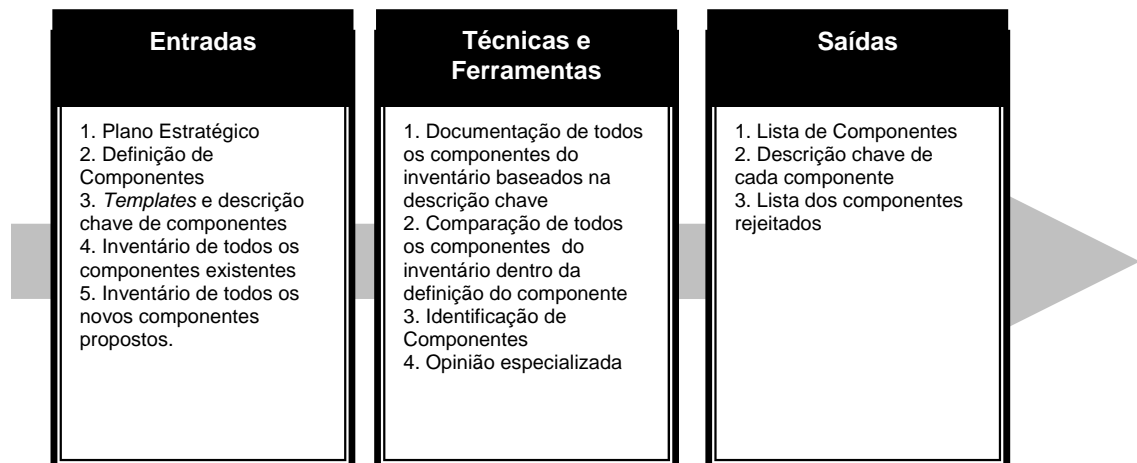 Entradas
1. Plano Estratégico
2. Definição de
Componentes
3. Templates e descrição
chave de componentes
4. Inventário de todos os
componentes existentes
5. Inventário de todos os
novos componentes
propostos.
Técnicas e
Ferramentas
1. Documentação de todos
os componentes do
inventário baseados na
descrição chave
2. Comparação de todos
os componentes do
inventário dentro da
definição do componente
3. Identificação de
Componentes
4. Opinião especializada
Saídas
1. Lista de Componentes
2. Descrição chave de
cada componente
3. Lista dos componentes
rejeitados